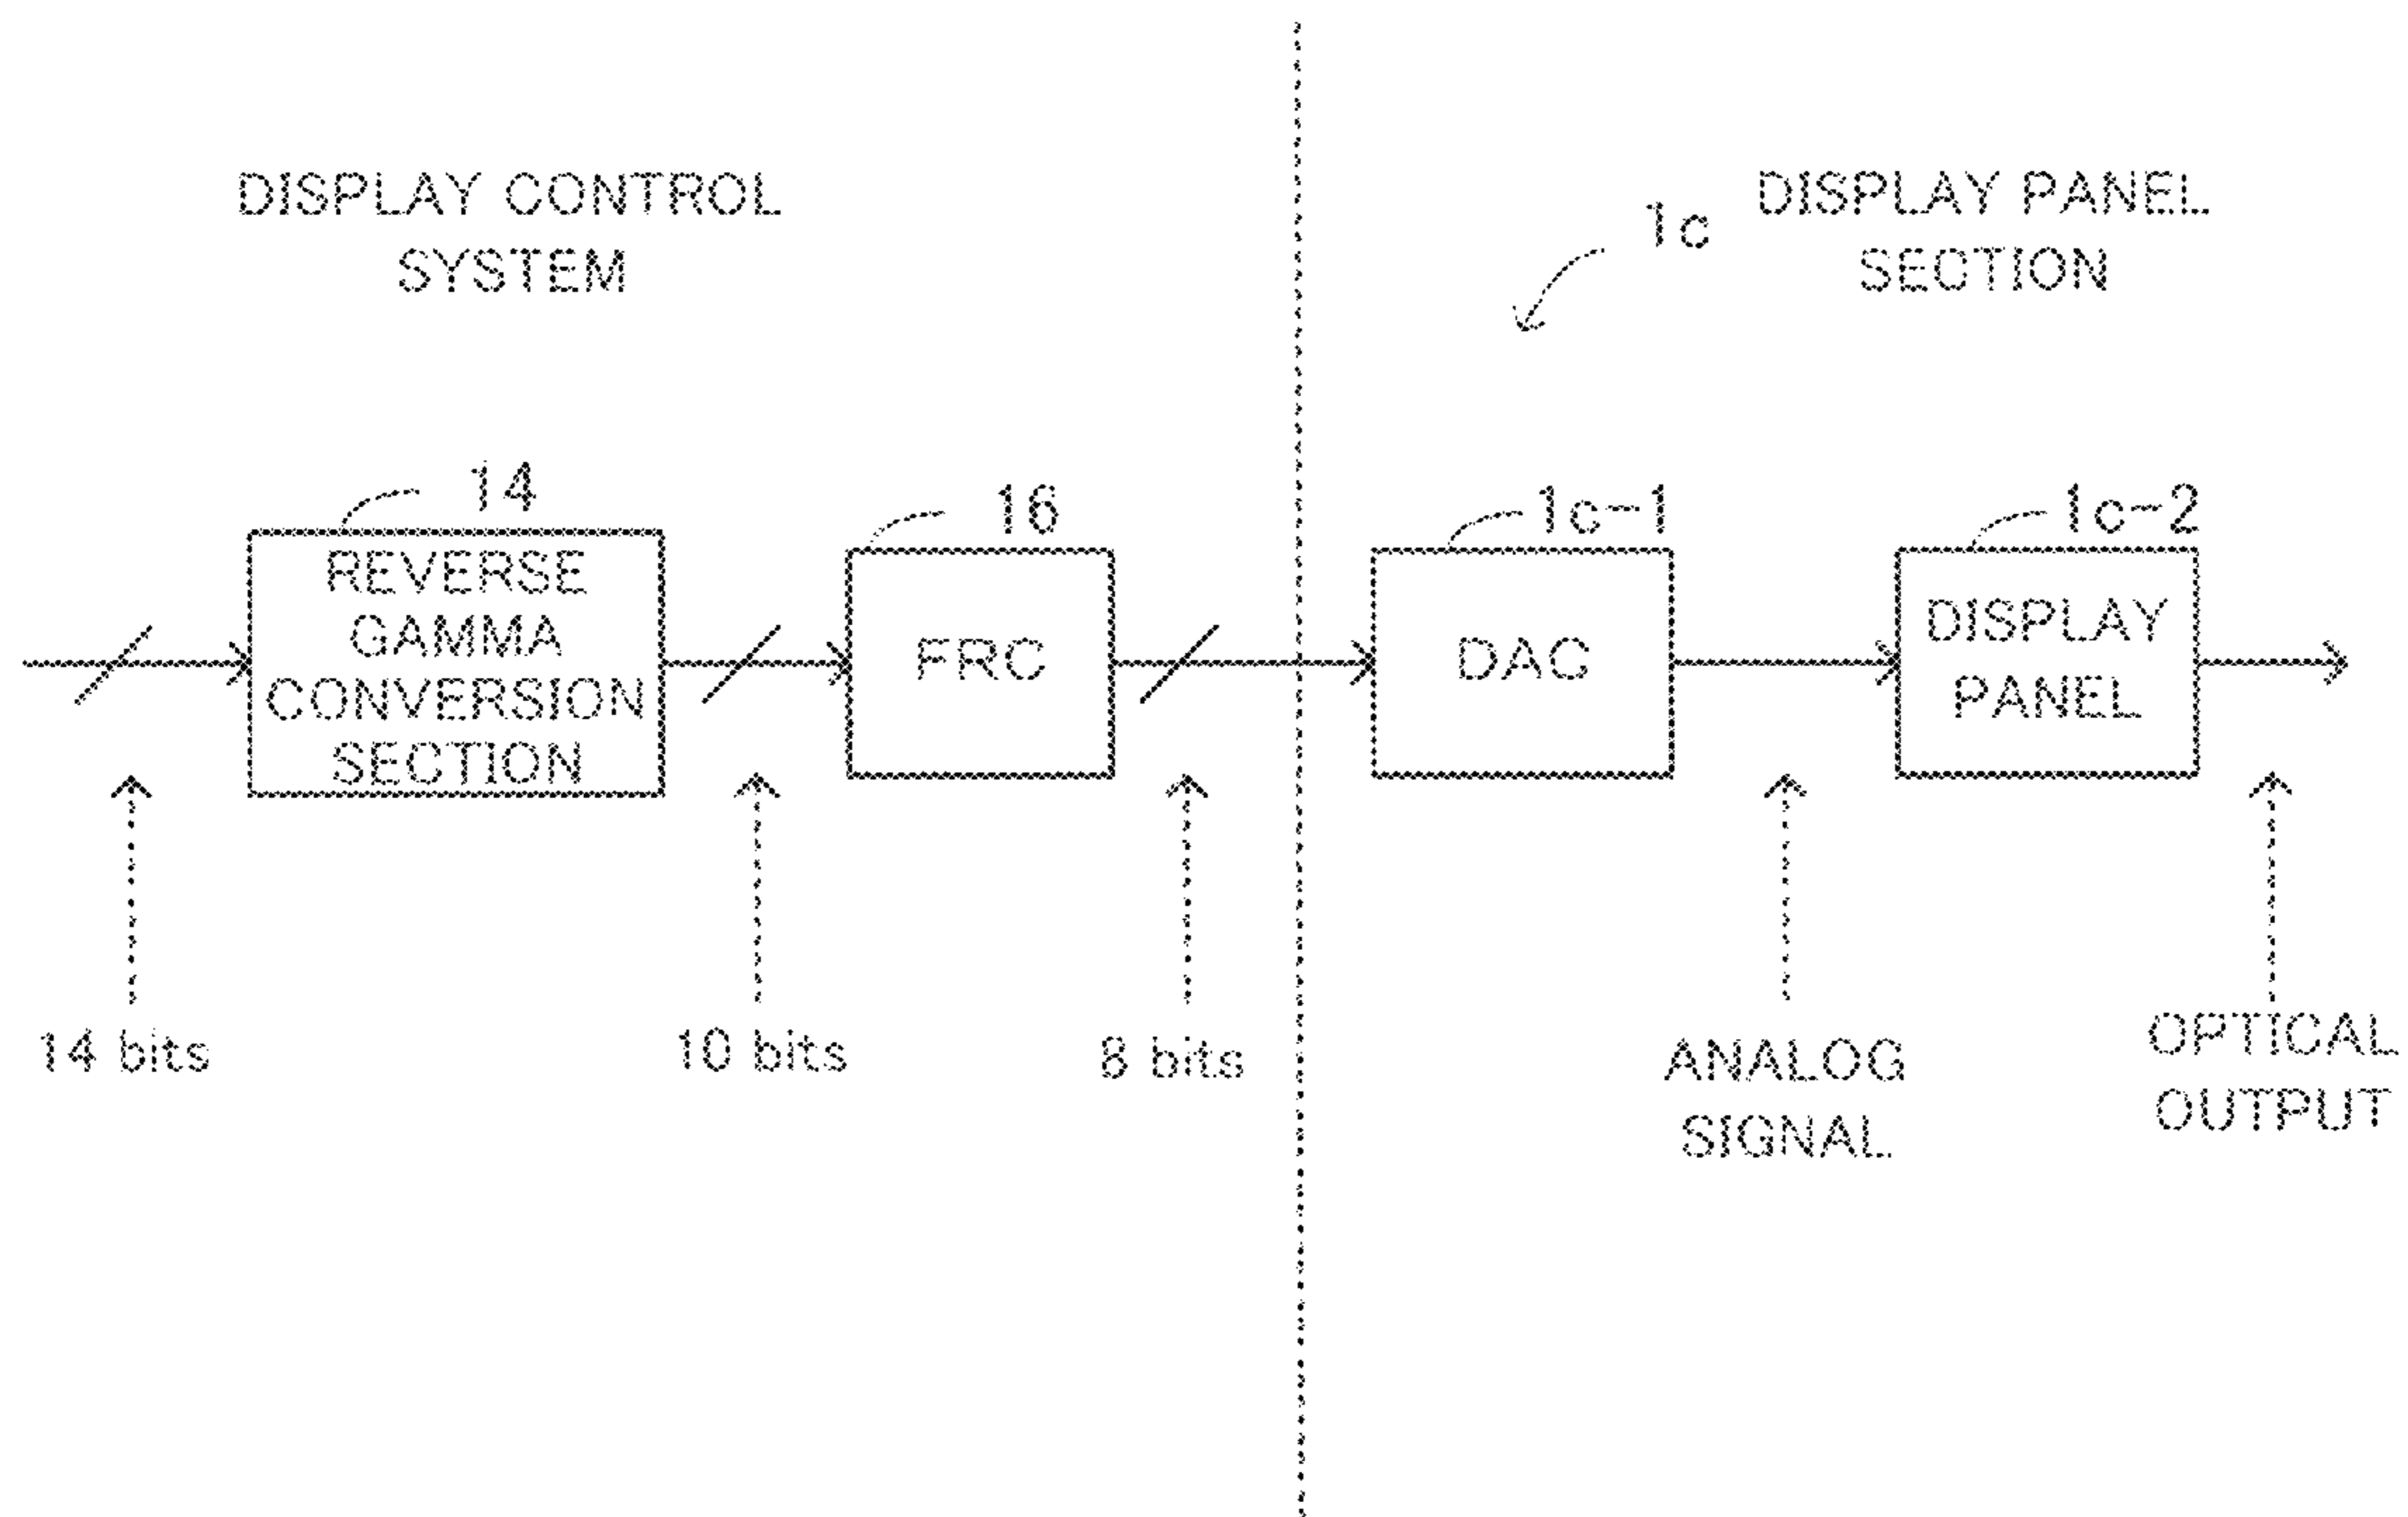 DISPLAY CONTROL
SYSTEM
1c
DISPLAY PANEL
SECTION
14
REVERSE
GAMMA
CONVERSION
SECTION
16
FRC
1c-1
DAC
1c-2
DISPLAY
PANEL
14 bits
10 bits
8 bits
ANALOG
SIGNAL
OPTICAL
OUTPUT